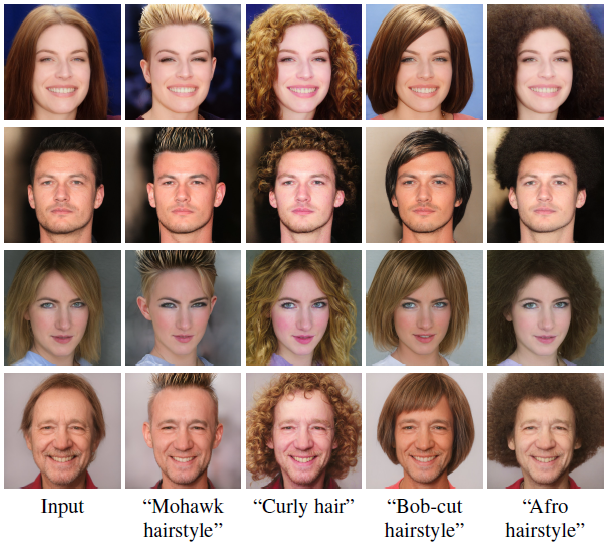 Input
“Mohawk
hairstyle”
“Curly hair”
“Bob-cut
hairstyle”
“Afro
hairstyle”